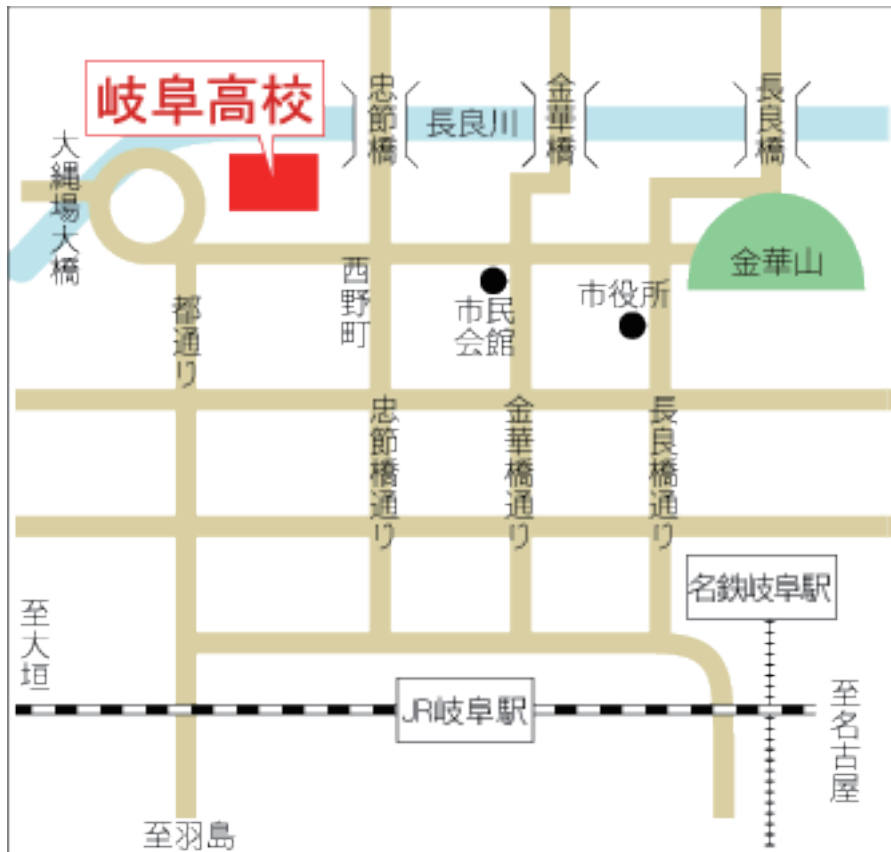 岐阜高校
忠節橋
金華橋
長良橋
長良川
大縄場大橋
金華山
西野町
市民
会館
市役所
都通り
忠節橋通り
金華橋通り
長良橋通り
名鉄岐阜駅
至大垣
JR岐阜駅
至名古屋
至羽島